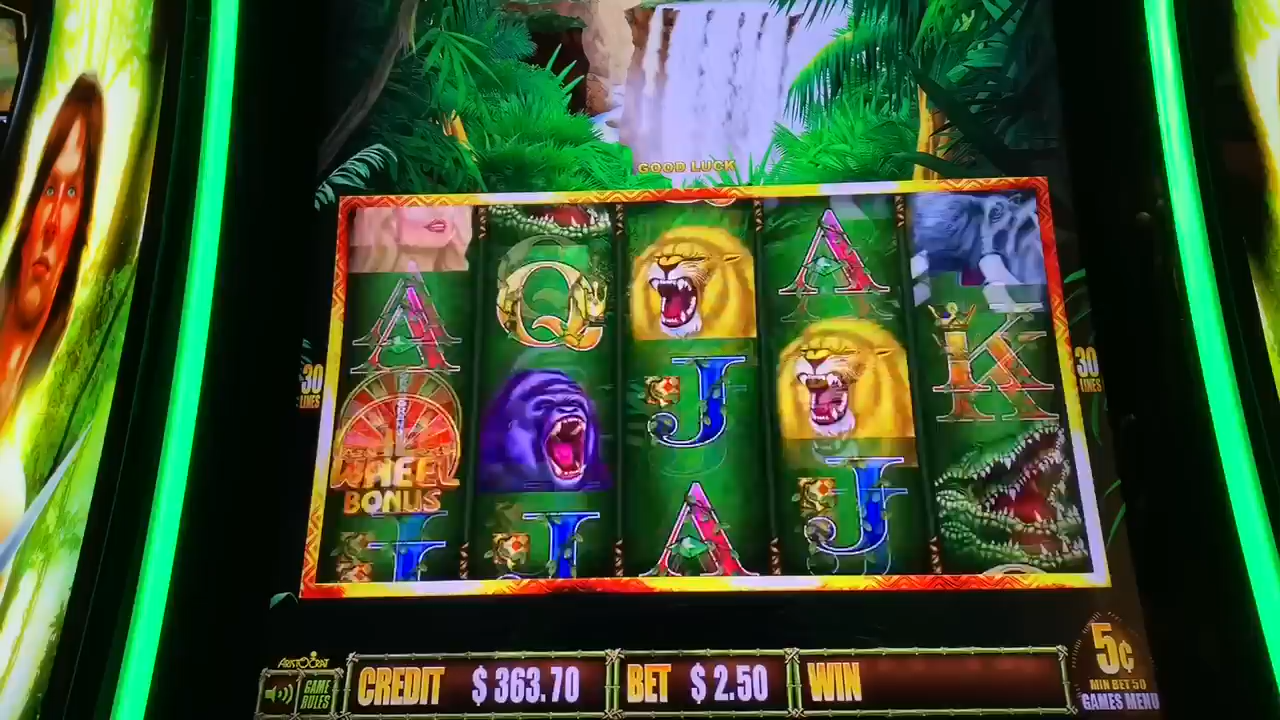 GOOD LUCK
A
Q
A
K
30
LINES
30
LINES
J
WHEEL
BONUS
J
J
J
A
ARISTOCRAT
GAME
RULES
CREDIT $ 363.70
BET $ 2.50
WIN
5¢
MIN BET 50
GAMES MENU